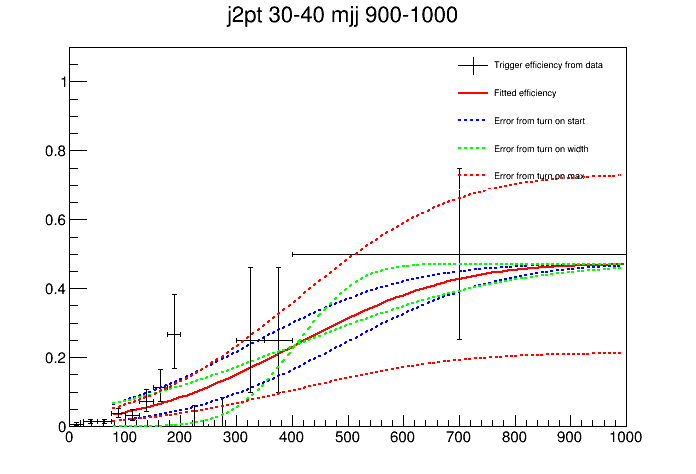 j2pt 30-40 mjj 900-1000
1
0.8
0.6
0.4
0.2
0
Trigger efficiency from data
Fitted efficiency
Error from turn on start
Error from turn on width
Error from turn on max
0 100 200 300 400 500 600 700 800 900 1000